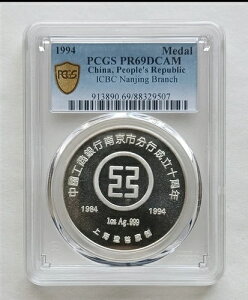 1994 Medal
PCGS PR69DCAM
China, People's Republic
ICBC Nanjing Branch
913890.69/88329507
PCGS
中國工商銀行南京市分行成立十周年
1994 1994
1oz Ag.999
上海造幣廠製